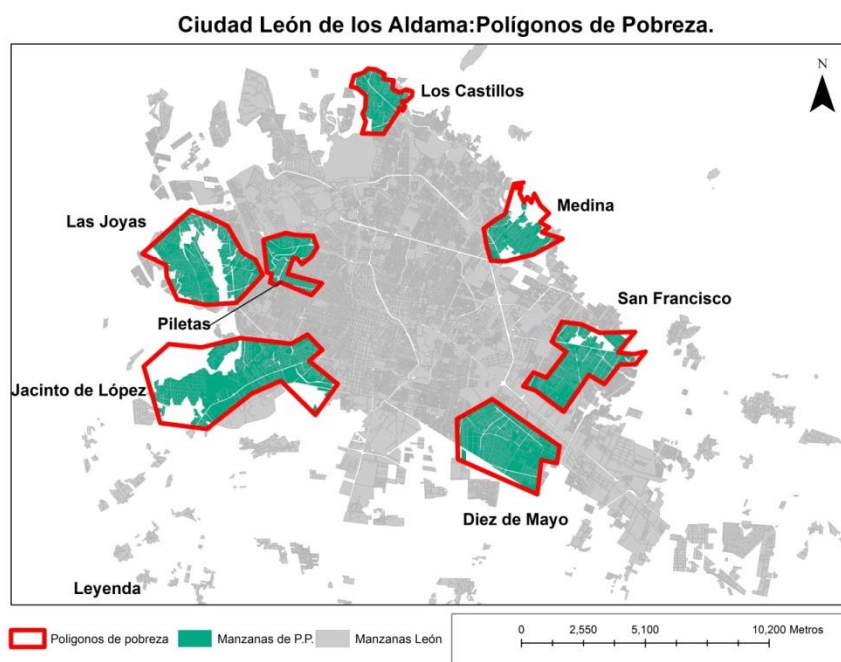 Ciudad León de los Aldama:Polígonos de Pobreza.
N
Los Castillos
Medina
Las Joyas
San Francisco
Piletas
Jacinto de López
Diez de Mayo
Leyenda
Poligonos de pobreza
Manzanas de P.P.
Manzanas León
0 2,550 5,100 10,200 Metros